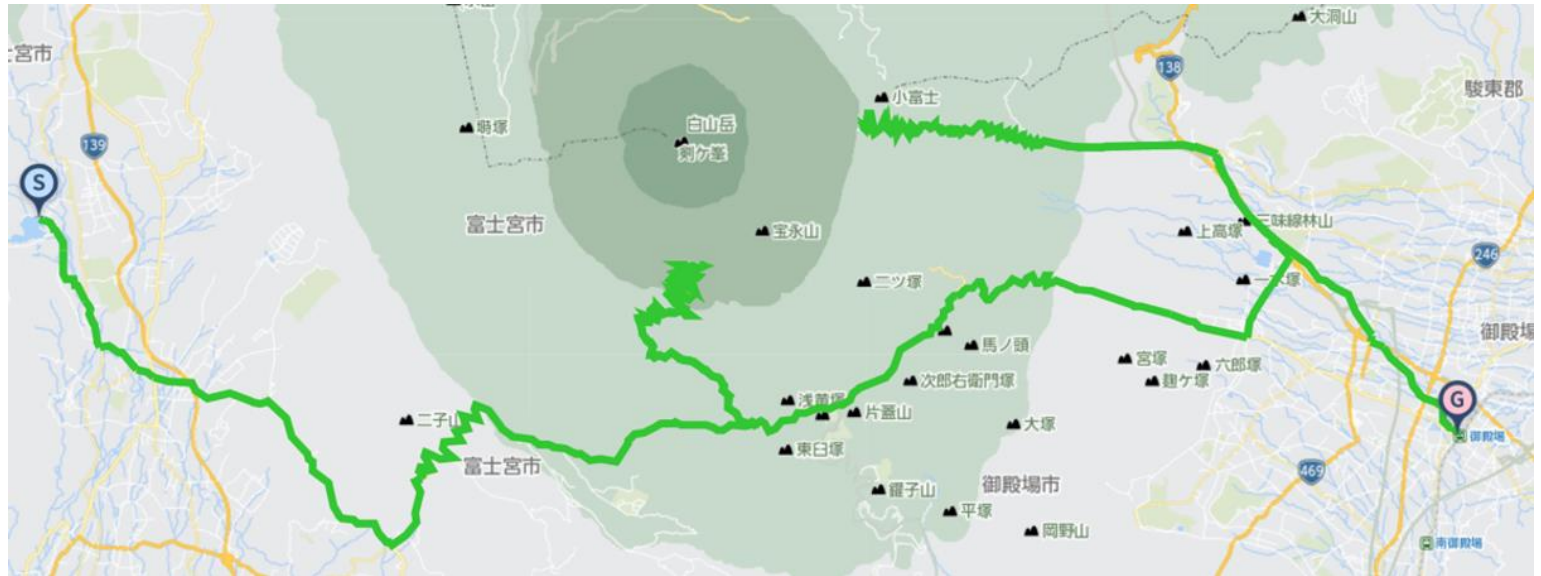 大洞山
士宮市
138
駿東郡
小富士
白山岳
塒塚
139
剣ケ峯
S
富士宮市
三味線林山
宝永山
上高塚
246
二ツ塚
一本塚
御殿場
馬ノ頭
宮塚
六郎塚
次郎右衛門塚
麹ケ塚
浅黄塚
G
二子山
片蓋山
大塚
御殿場
東臼塚
富士宮市
469
鑵子山
御殿場市
平塚
岡野山
南御殿場